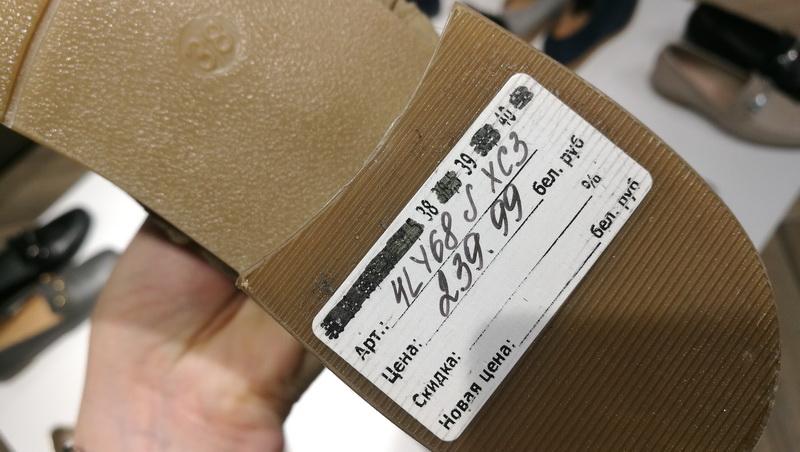 38
38 39 40
Арт.: 4LY68 S XC3
Цена: 239.99 бел. руб
Скидка: %
Новая цена: бел. руб